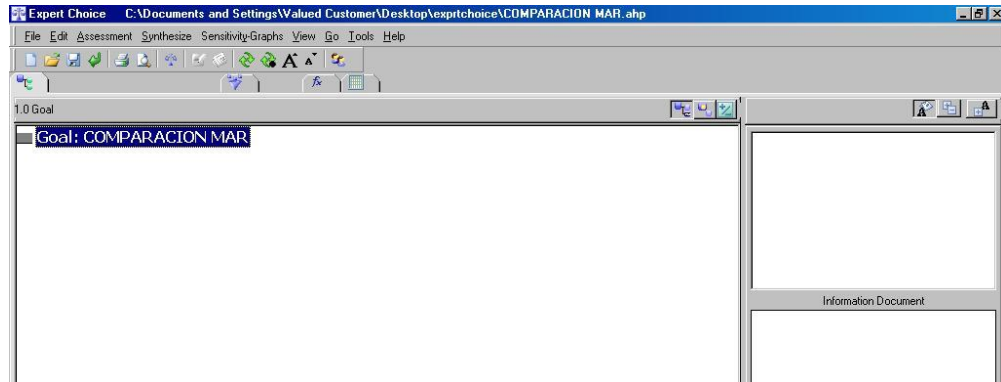 Expert Choice C:\Documents and Settings\Valued Customer\Desktop\exprtchoice\COMPARACION MAR.ahp
File Edit Assessment Synthesize Sensitivity-Graphs View Go Tools Help
1.0 Goal
Goal: COMPARACION MAR
Information Document